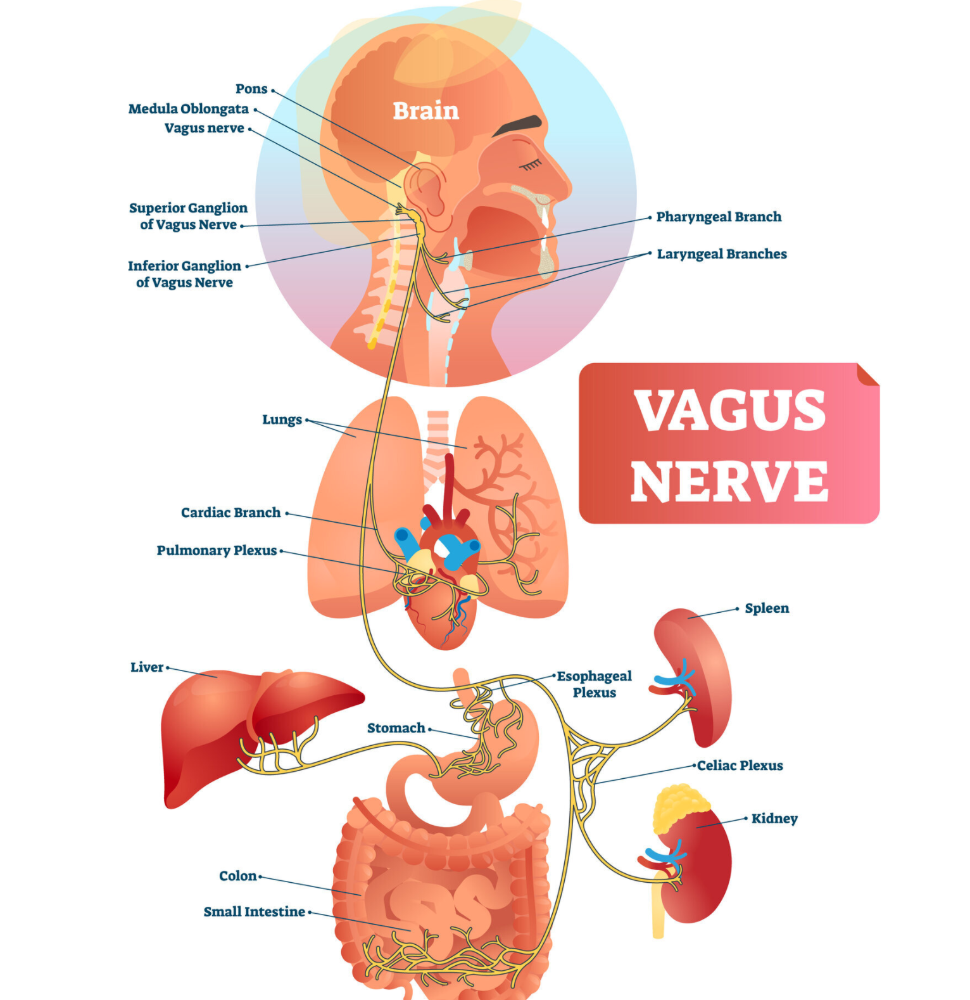 Pons
Medula Oblongata
Brain
Vagus nerve
Superior Ganglion
of Vagus Nerve
Pharyngeal Branch
Laryngeal Branches
Inferior Ganglion
of Vagus Nerve
VAGUS
NERVE
Lungs
Cardiac Branch
Pulmonary Plexus
Spleen
Liver
Esophageal
Plexus
Stomach
Celiac Plexus
Kidney
Colon
Small Intestine